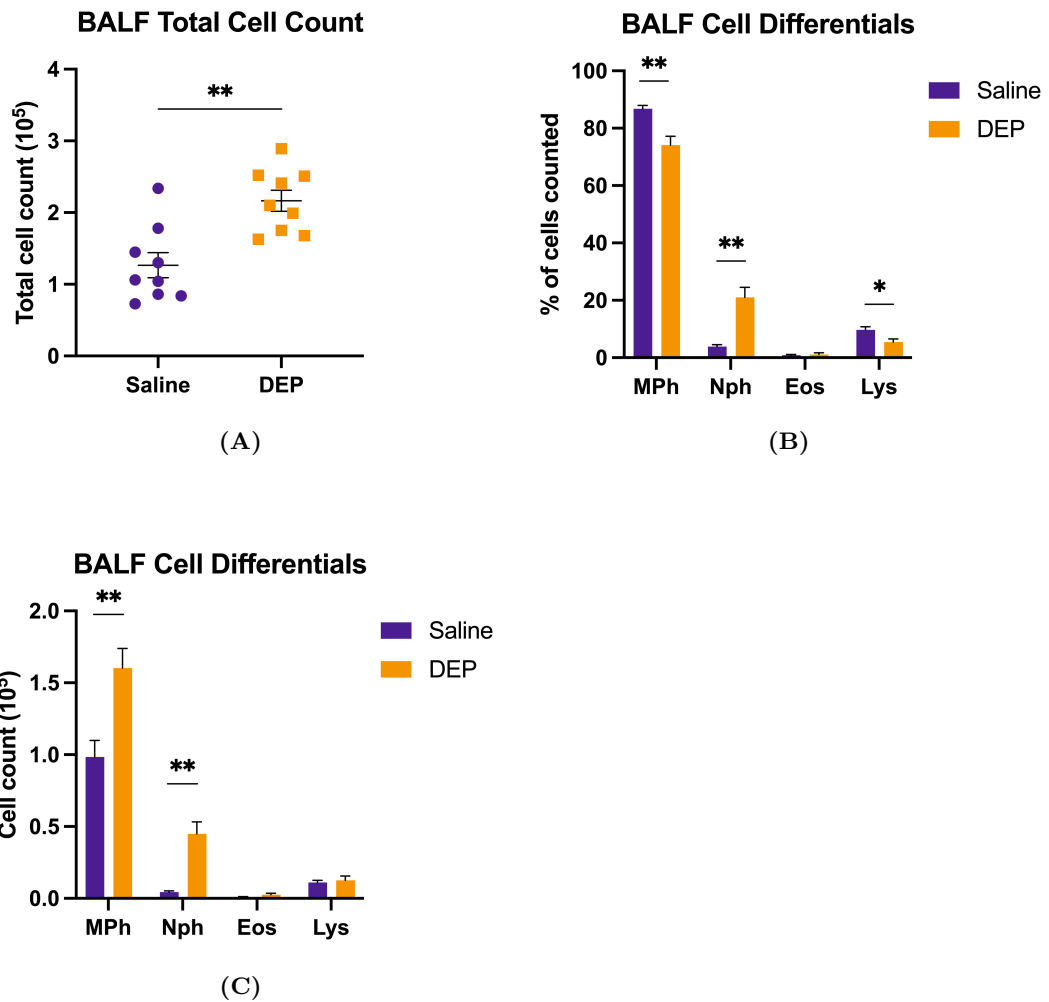 BALF Total Cell Count
Total cell count (10⁵)
4
3
2
1
0
**
Saline
DEP
(A)
BALF Cell Differentials
% of cells counted
100
80
60
40
20
0
**
**
*
MPh
Nph
Eos
Lys
Saline
DEP
(B)
BALF Cell Differentials
Cell count (10⁵)
2.0
1.5
1.0
0.5
0.0
**
**
MPh
Nph
Eos
Lys
Saline
DEP
(C)